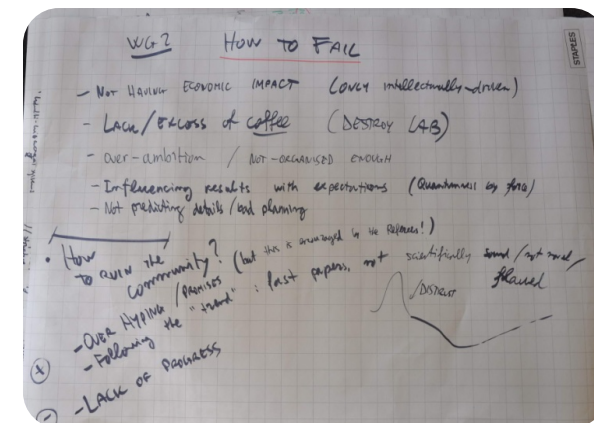 WG2 HOW TO FAIL
STAPLES
- NOT HAVING ECONOMIC IMPACT (ONLY intellectually-driven)
- LACK/EXCESS of coffee (DESTROY LAB)
- over-ambition / NOT-ORGANISED ENOUGH
- Influencing results with expectations (Quantumness by force)
- Not predicting details/bad planning
• How TO RUIN the community?
- OVER HYPING/PROMISES (but this is encouraged by the Referees!)
- Following the "trend": fast papers, not scientifically sound/not novel/
flawed
/DISTRUST
+ - LACK OF PROGRESS
-